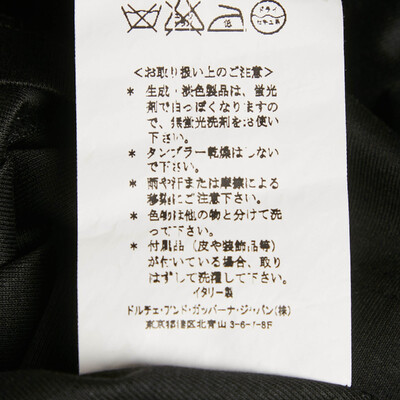 <お取り扱い上のご注意>
* 生成・淡色製品は、蛍光
剤で白っぽくなりますの
で、無蛍光洗剤をお使い
下さい。
* タンブラー乾燥はしない
で下さい。
* 雨や汗または摩擦による
移染にご注意下さい。
* 色物は他の物と分けて洗
って下さい。
* 付属品（皮や装飾品等）
が付いている場合、取り
はずして洗濯して下さい。
イタリー製
ドルチェ・アンド・ガッバーナ・ジャパン(株)
東京都港区北青山 3-6-1-8F